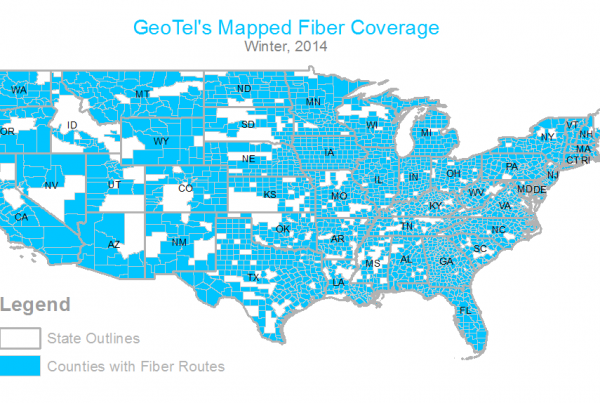 GeoTel's Mapped Fiber Coverage
Winter, 2014
WA
MT
ND
MN
OR
ID
WY
SD
WI
MI
NY
VT
NH
MA
CT RI
NV
UT
CO
NE
IA
IL
IN
OH
PA
NJ
MO DE
WV
VA
KS
MO
KY
CA
AZ
NM
OK
AR
TN
NC
SC
TX
LA
MS
AL
GA
FL
Legend
State Outlines
Counties with Fiber Routes